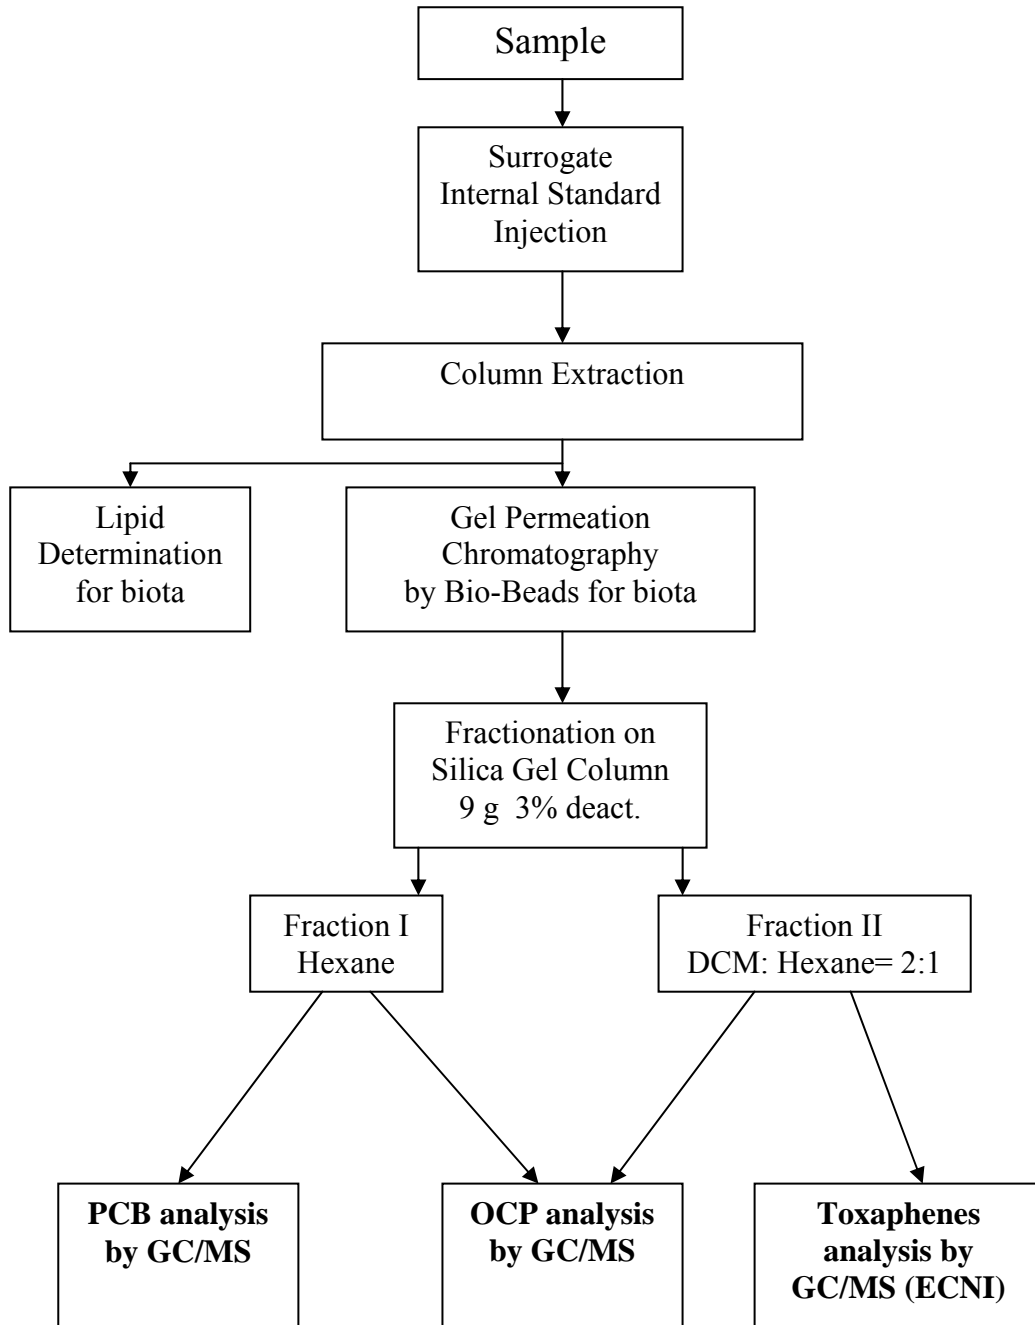 Sample
Surrogate
Internal Standard
Injection
Column Extraction
Lipid
Determination
for biota
Gel Permeation
Chromatography
by Bio-Beads for biota
Fractionation on
Silica Gel Column
9 g 3% deact.
Fraction I
Hexane
Fraction II
DCM: Hexane= 2:1
PCB analysis
by GC/MS
OCP analysis
by GC/MS
Toxaphenes
analysis by
GC/MS (ECNI)